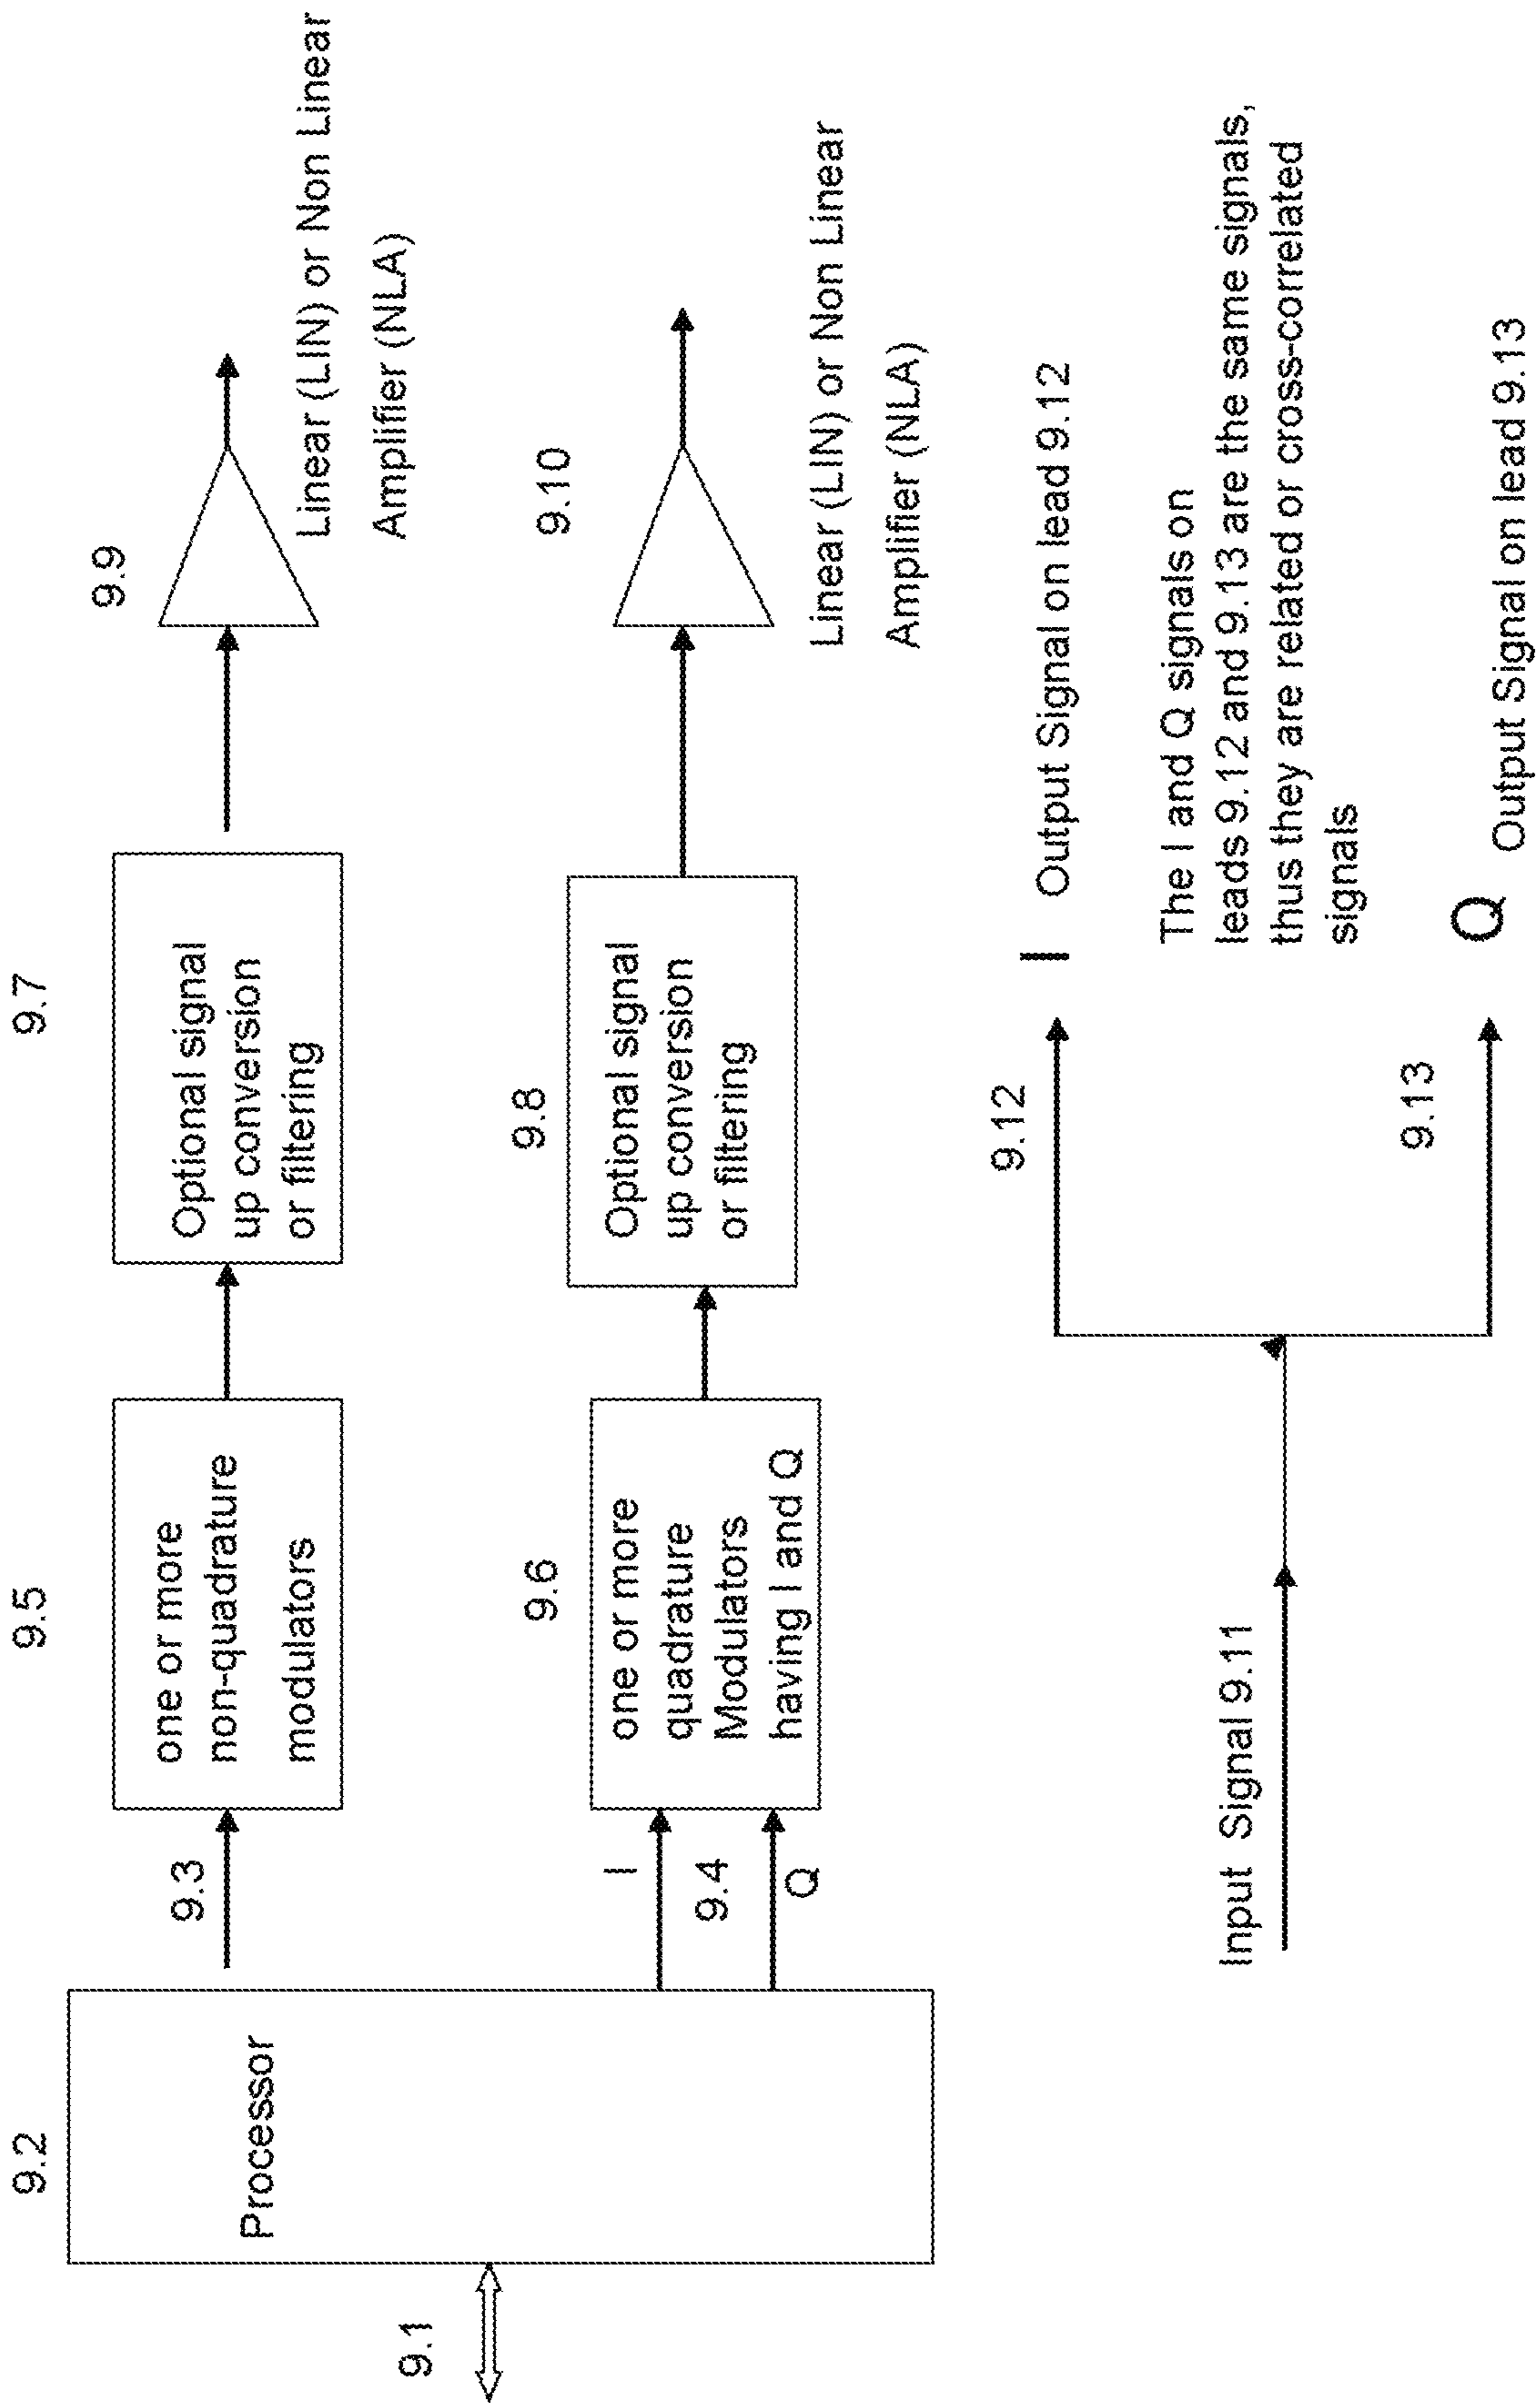 9.2
Processor
9.1
9.3
9.5
one or more
non-quadrature
modulators
9.7
Optional signal
up conversion
or filtering
9.9
Linear (LIN) or Non Linear
Amplifier (NLA)
I
9.4
Q
9.6
one or more
quadrature
Modulators
having I and Q
9.8
Optional signal
up conversion
or filtering
9.10
Linear (LIN) or Non Linear
Amplifier (NLA)
Input Signal 9.11
9.12
I
Output Signal on lead 9.12
The I and Q signals on
leads 9.12 and 9.13 are the same signals,
thus they are related or cross-correlated
signals
9.13
Q
Output Signal on lead 9.13